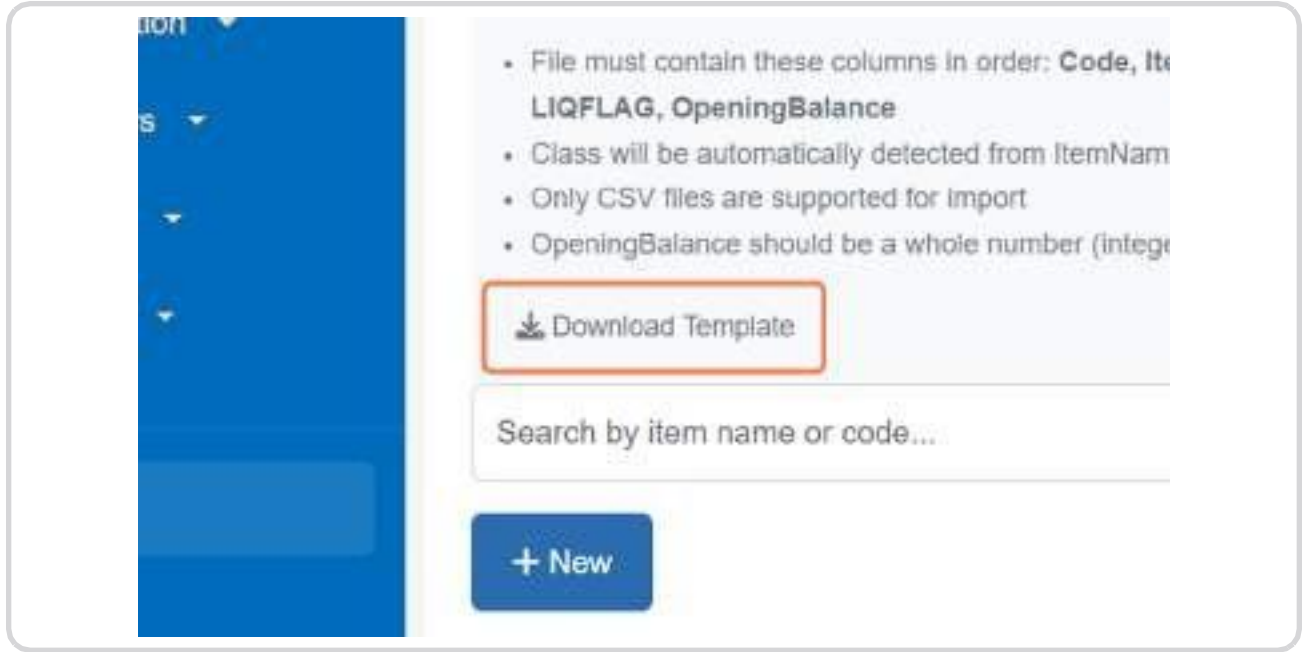 tion
rs
File must contain these columns in order: Code, Ite
LIQFLAG, OpeningBalance
Class will be automatically detected from ItemNam
Only CSV files are supported for import
OpeningBalance should be a whole number (intege
Download Template
Search by item name or code...
+ New